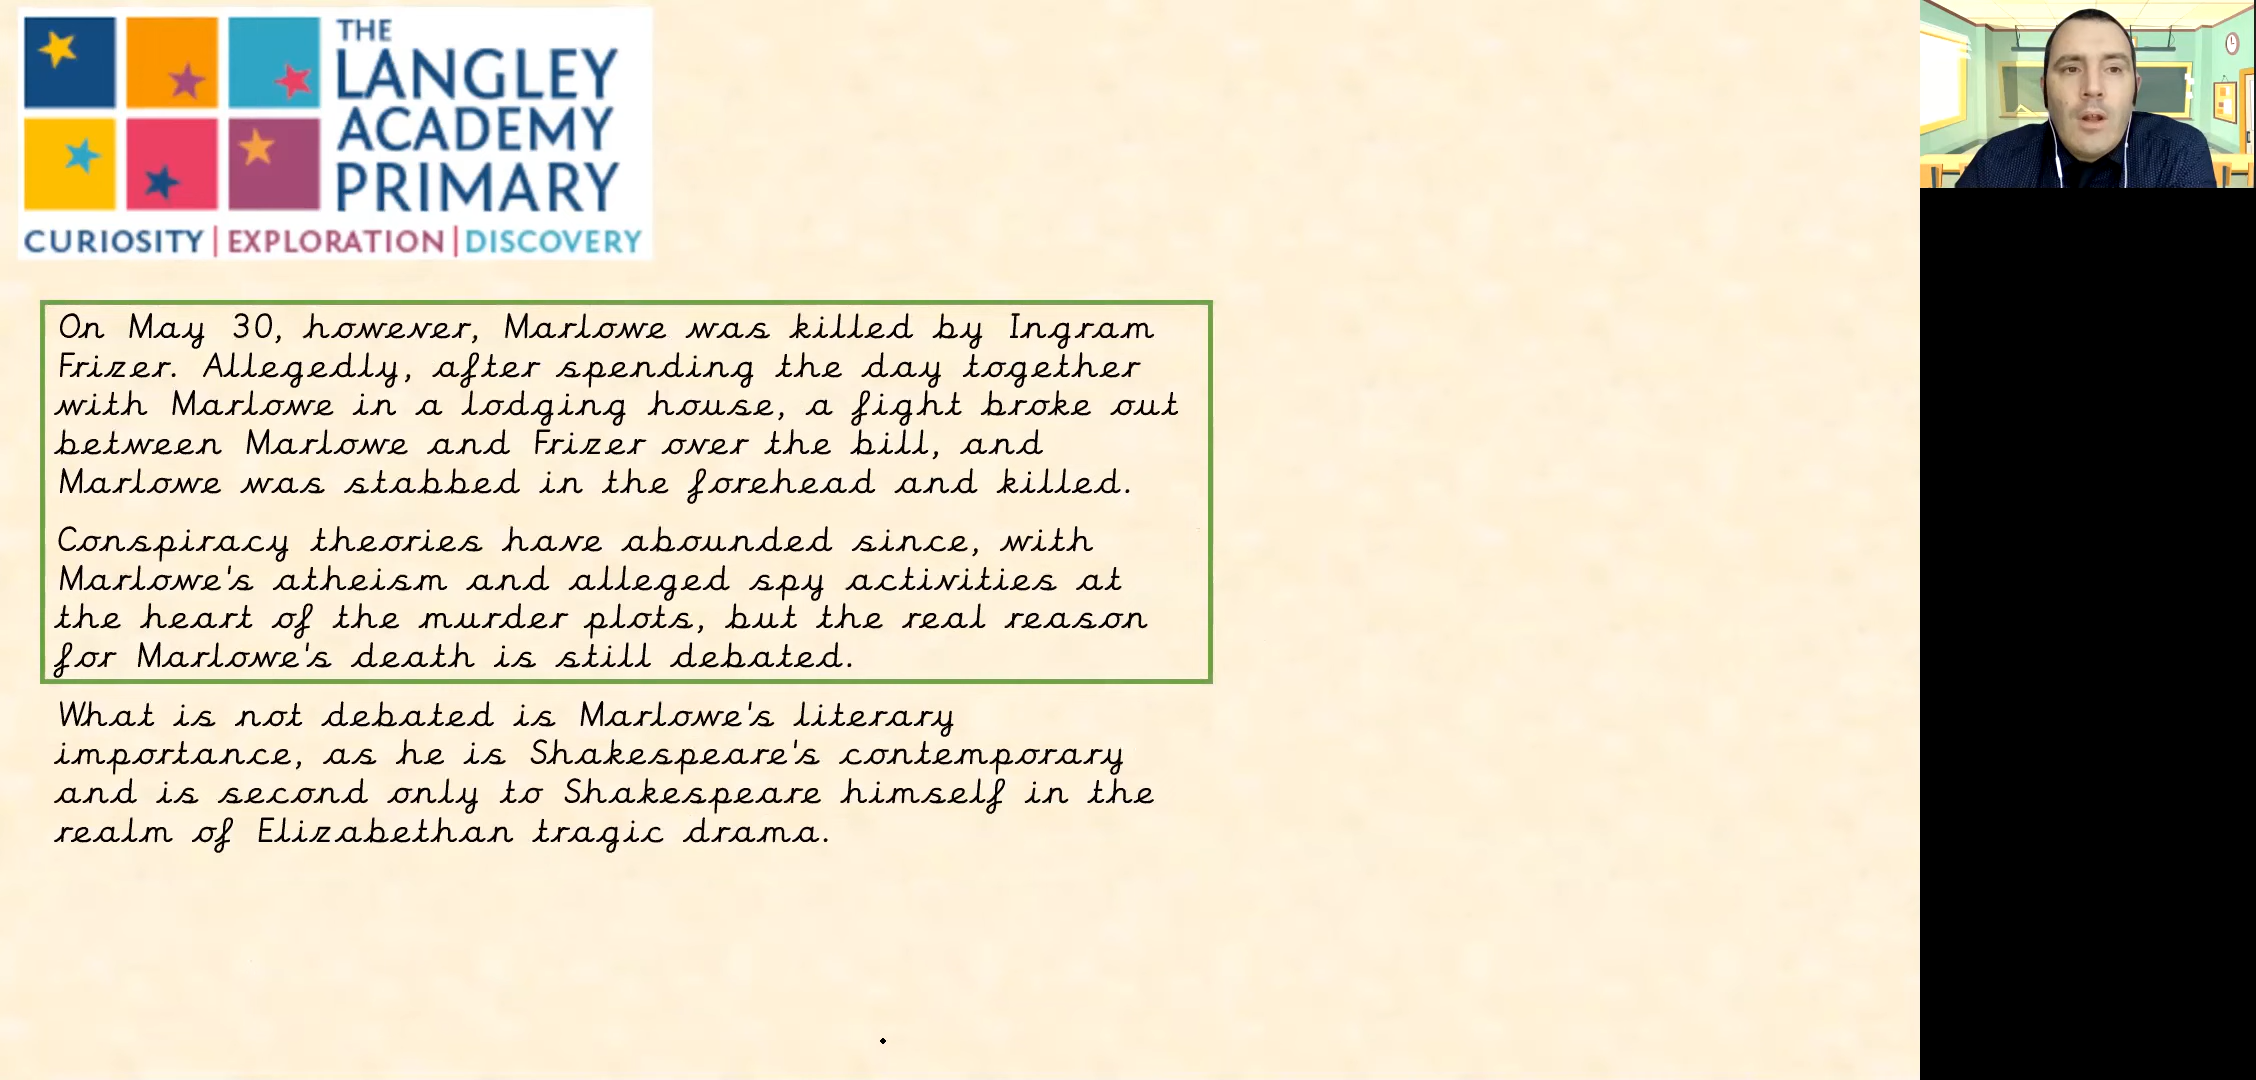 THE
LANGLEY
ACADEMY
PRIMARY
CURIOSITY | EXPLORATION | DISCOVERY
On May 30, however, Marlowe was killed by Ingram
Frizer. Allegedly, after spending the day together
with Marlowe in a lodging house, a fight broke out
between Marlowe and Frizer over the bill, and
Marlowe was stabbed in the forehead and killed.
Conspiracy theories have abounded since, with
Marlowe's atheism and alleged spy activities at
the heart of the murder plots, but the real reason
for Marlowe's death is still debated.
What is not debated is Marlowe's literary
importance, as he is Shakespeare's contemporary
and is second only to Shakespeare himself in the
realm of Elizabethan tragic drama.